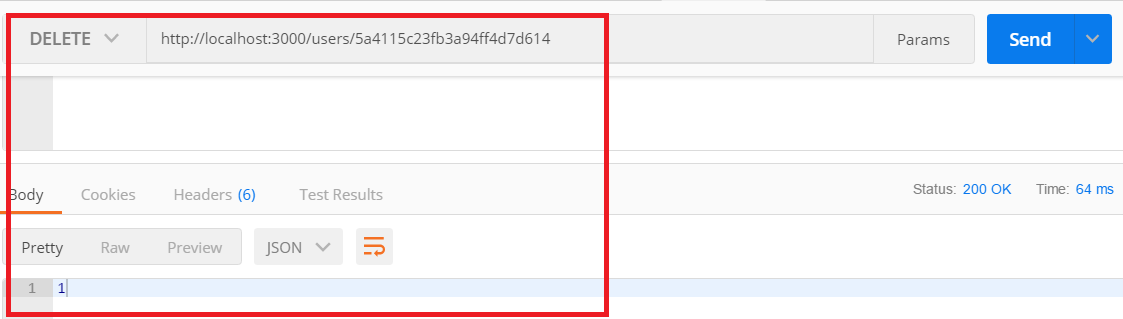 DELETE http://localhost:3000/users/5a4115c23fb3a94ff4d7d614 Params Send
Body Cookies Headers (6) Test Results Status: 200 OK Time: 64 ms
Pretty Raw Preview JSON
1 1